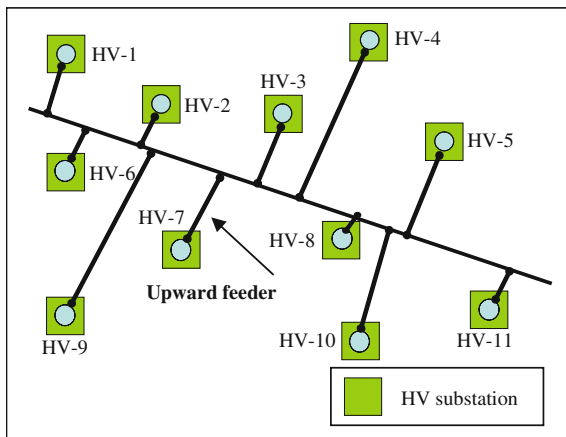 HV-1
HV-4
HV-2
HV-3
HV-5
HV-6
HV-7
HV-8
Upward feeder
HV-9
HV-10
HV-11
HV substation